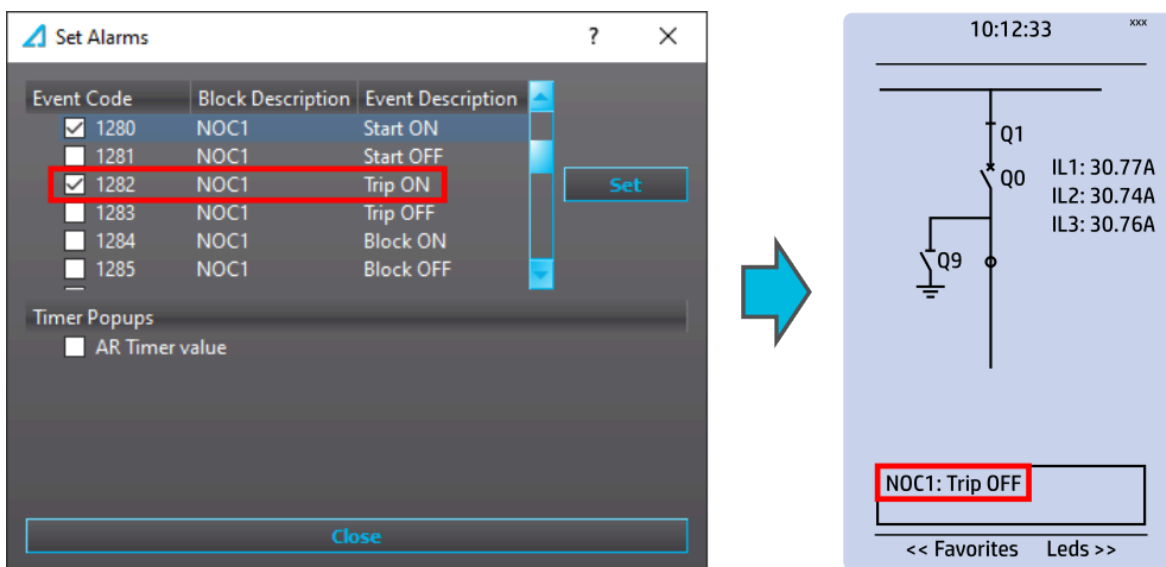 Set Alarms ? ×
Event Code Block Description Event Description
1280 NOC1 Start ON
1281 NOC1 Start OFF
1282 NOC1 Trip ON
1283 NOC1 Trip OFF
1284 NOC1 Block ON
1285 NOC1 Block OFF
Set
Timer Popups
AR Timer value
Close
10:12:33 xxx
Q1
Q0
IL1: 30.77A
IL2: 30.74A
IL3: 30.76A
Q9
NOC1: Trip OFF
<< Favorites Leds >>